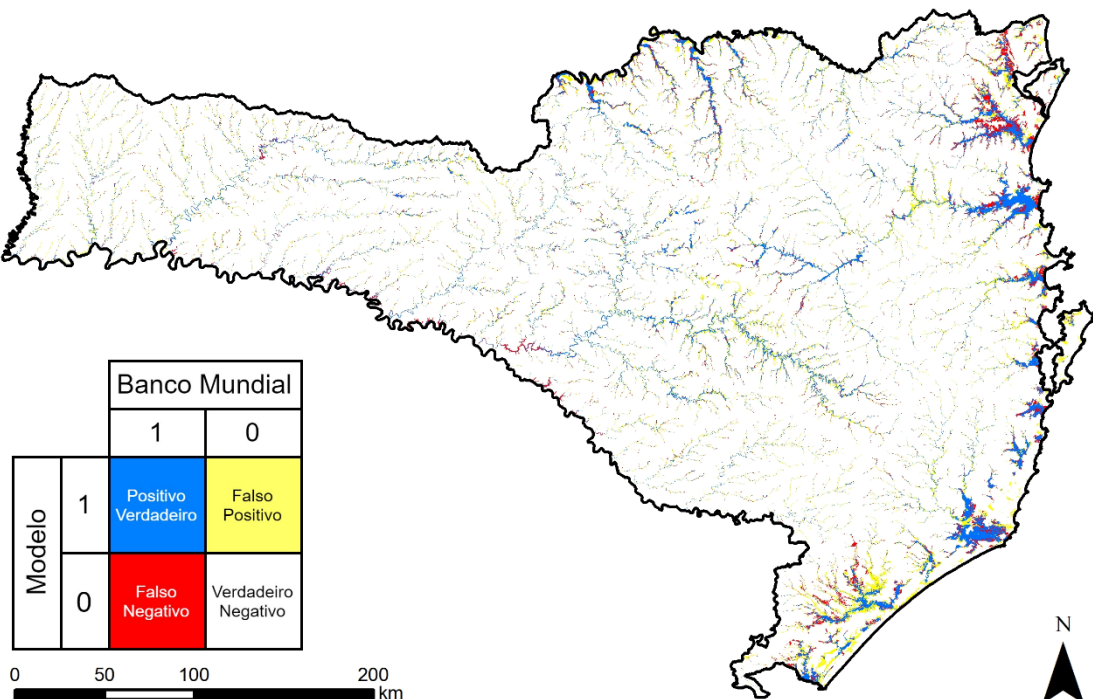 Banco Mundial
1 0
Modelo
1
Positivo
Verdadeiro
Falso
Positivo
0
Falso
Negativo
Verdadeiro
Negativo
0 50 100 200
km
N